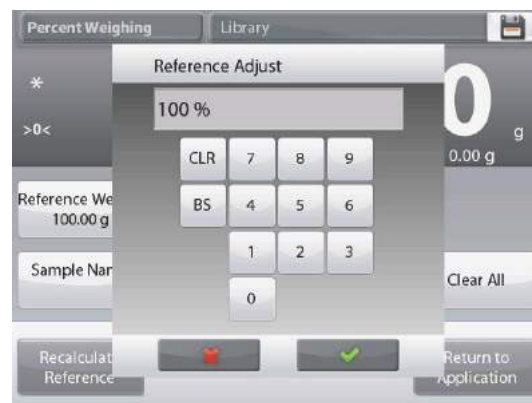 Percent Weighing
Library
Reference Adjust
100 %
*
>0<
0
g
0.00 g
CLR 7 8 9
BS 4 5 6
1 2 3
0
Reference We
100.00 g
Sample Nar
Clear All
Recalculat
Reference
Return to
Application